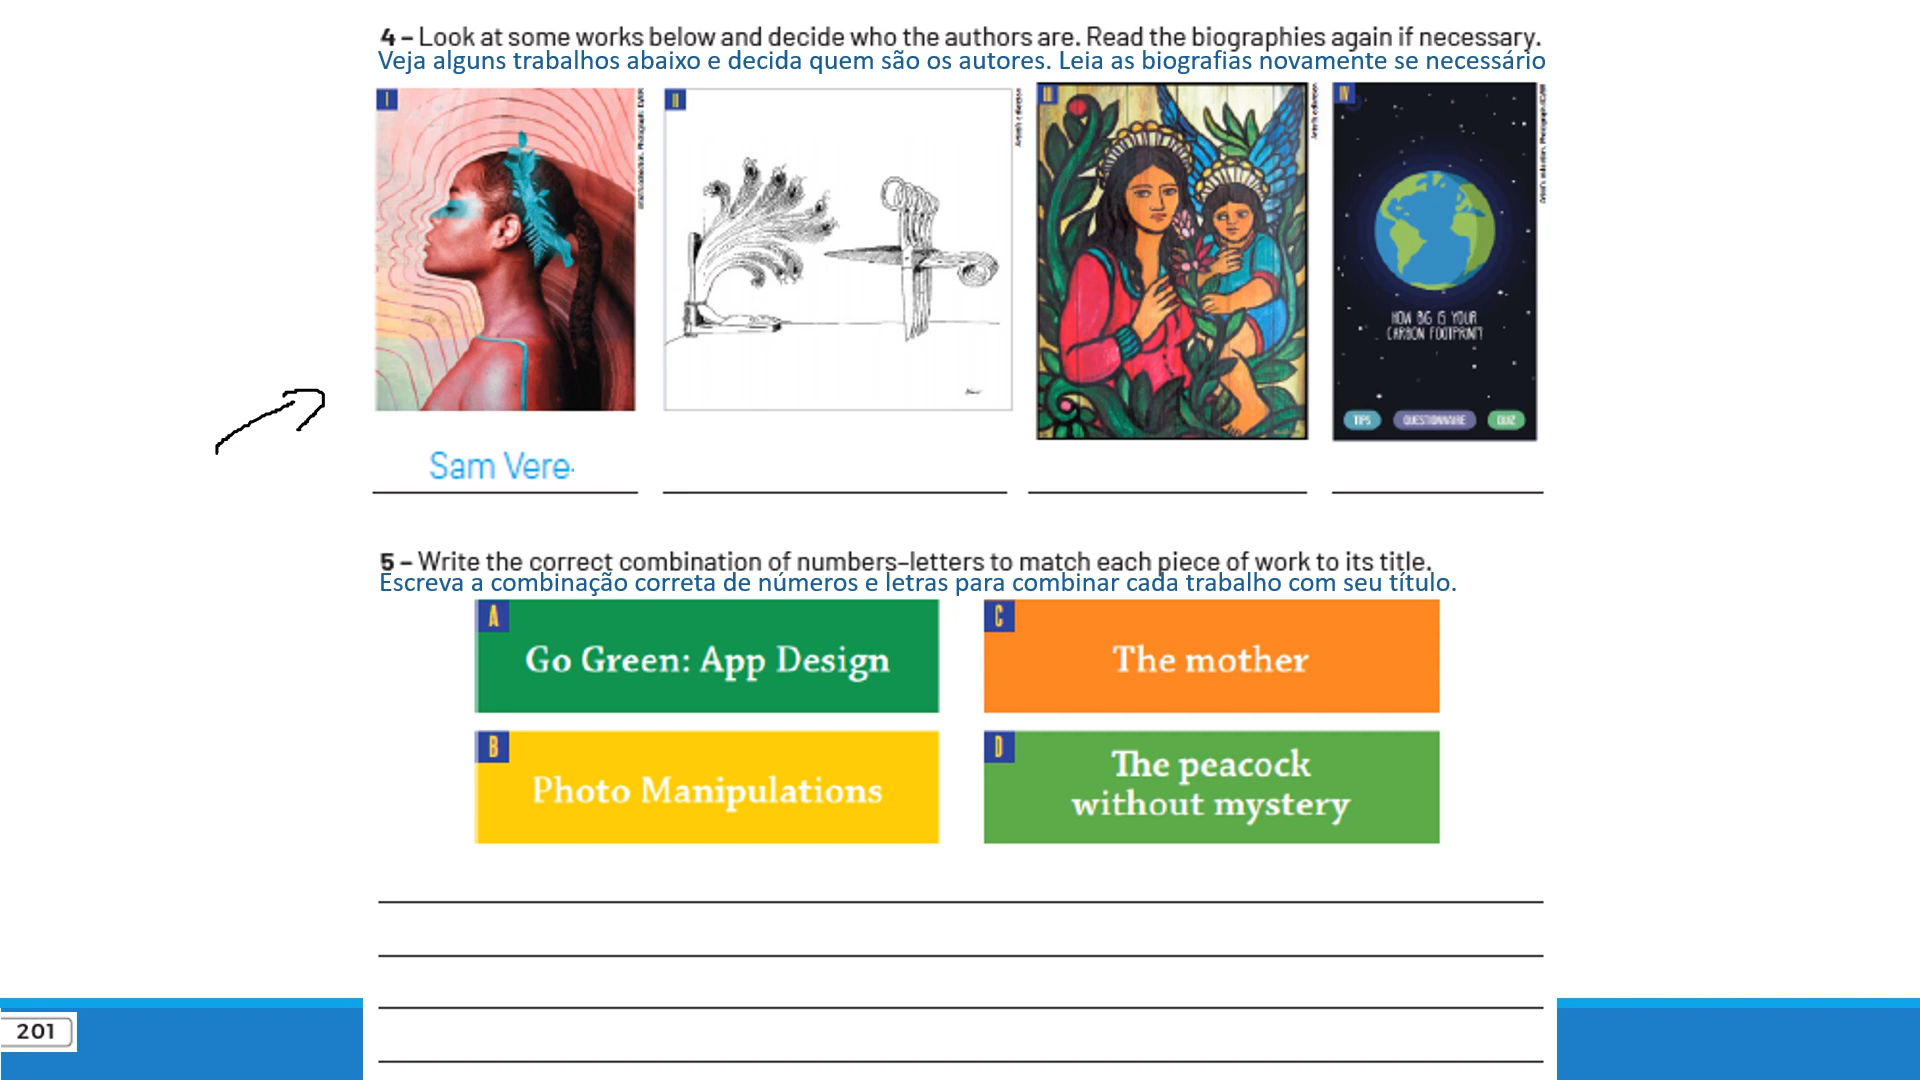 4 – Look at some works below and decide who the authors are. Read the biographies again if necessary.
Veja alguns trabalhos abaixo e decida quem são os autores. Leia as biografias novamente se necessário
I
II
III
IV
HOW BIG IS YOUR
CARBON FOOTPRINT?
TIPS
QUESTIONNAIRE
QUIZ
Sam Vere
5 – Write the correct combination of numbers–letters to match each piece of work to its title.
Escreva a combinação correta de números e letras para combinar cada trabalho com seu título.
A
Go Green: App Design
C
The mother
B
Photo Manipulations
D
The peacock
without mystery
201